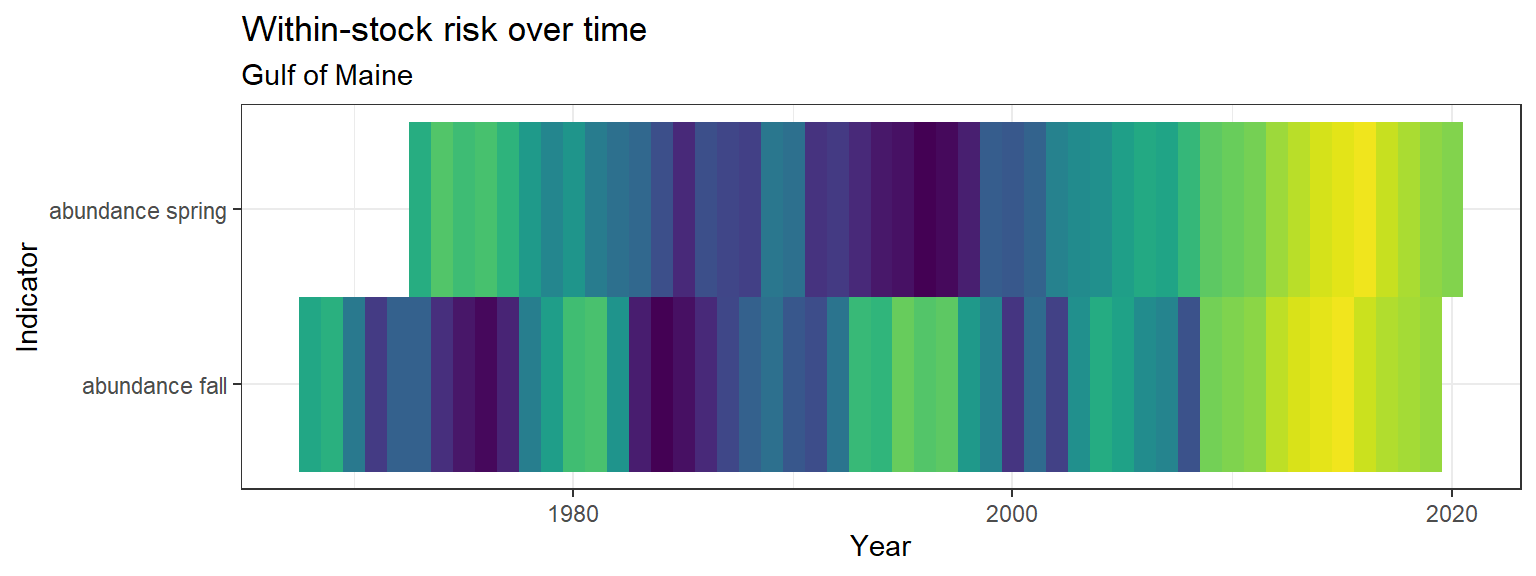 Within-stock risk over time
Gulf of Maine
Indicator
abundance spring
abundance fall
1980
2000
2020
Year